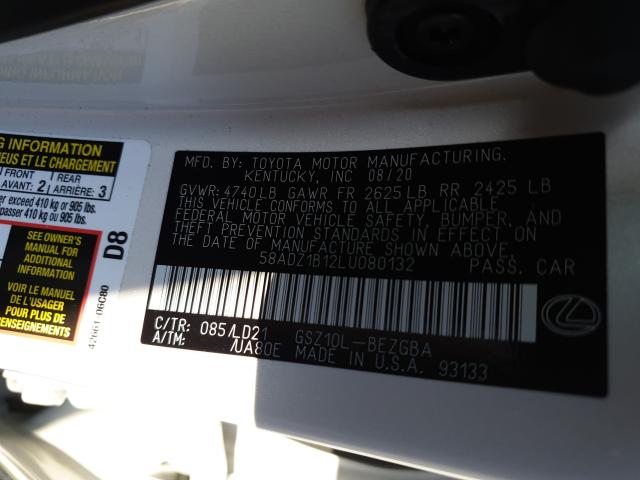 G INFORMATION
EUS ET LE CHARGEMENT
FRONT
AVANT: 2
REAR
ARRIÈRE: 3
er exceed 410 kg or 905 lbs.
passer 410 kg ou 905 lbs.
SEE OWNER'S
MANUAL FOR
ADDITIONAL
INFORMATION
VOIR LE MANUEL
DE L'USAGER
POUR PLUS DE
RENSEIGNEMENTS
D8
42661-06C80
MFD. BY: TOYOTA MOTOR MANUFACTURING.
KENTUCKY, INC 08/20
GVWR: 4740LB GAWR FR 2625LB RR 2425 LB
THIS VEHICLE CONFORMS TO ALL APPLICABLE
FEDERAL MOTOR VEHICLE SAFETY, BUMPER, AND
THEFT PREVENTION STANDARDS IN EFFECT ON
THE DATE OF MANUFACTURE SHOWN ABOVE.
58ADZ1B12LU080132 PASS. CAR
C/TR: 085/LD21 GSZ10L-BEZGBA
A/TM: /UA80E MADE IN U.S.A. 93133